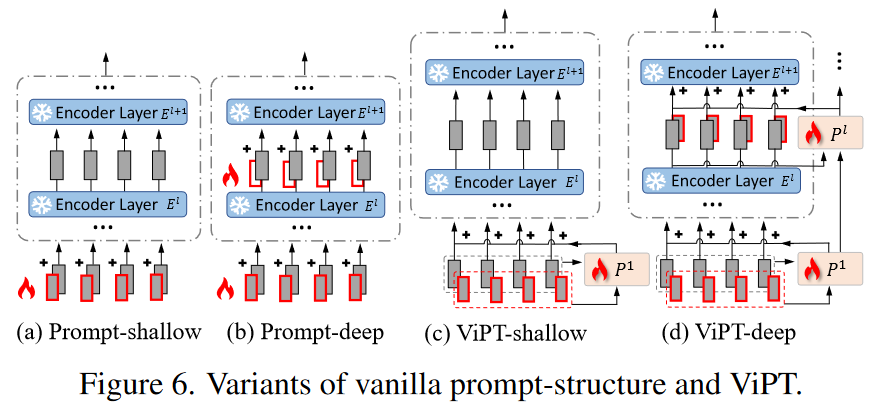 ...
Encoder Layer E^{l+1}
Encoder Layer E^l
...
+ + + +
(a) Prompt-shallow
...
Encoder Layer E^{l+1}
+ + + +
Encoder Layer E^l
...
+ + + +
(b) Prompt-deep
...
Encoder Layer E^{l+1}
Encoder Layer E^l
...
+ + + +
P^1
(c) ViPT-shallow
...
Encoder Layer E^{l+1}
...
+ + + +
P^l
Encoder Layer E^l
...
+ + + +
P^1
(d) ViPT-deep
Figure 6. Variants of vanilla prompt-structure and ViPT.